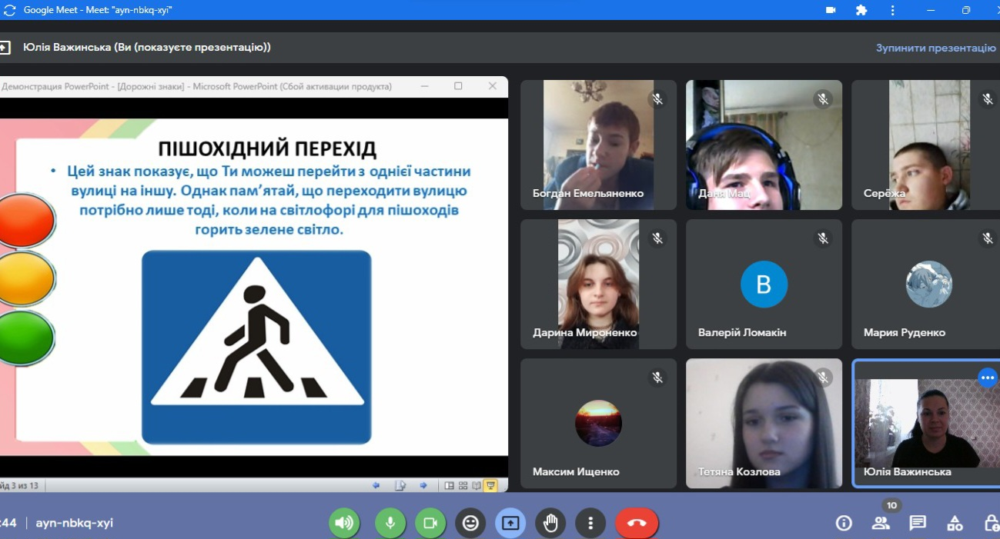 Google Meet - Meet: "ayn-nbkq-xyi"
Юлія Важинська (Ви (показуєте презентацію))
Зупинити презентацію
Демонстрация PowerPoint - [Дорожні знаки] - Microsoft PowerPoint (Сбой активации продукта)
ПІШОХІДНИЙ ПЕРЕХІД
• Цей знак показує, що Ти можеш перейти з однієї частини
вулиці на іншу. Однак пам’ятай, що переходити вулицю
потрібно лише тоді, коли на світлофорі для пішоходів
горить зелене світло.
Богдан Емельяненко
Даня Мац
Серёжа
Дарина Мироненко
В
Валерій Ломакін
Мария Руденко
Максим Ищенко
Тетяна Козлова
Юлія Важинська
йд 3 из 13
:44 | ayn-nbkq-xyi
10